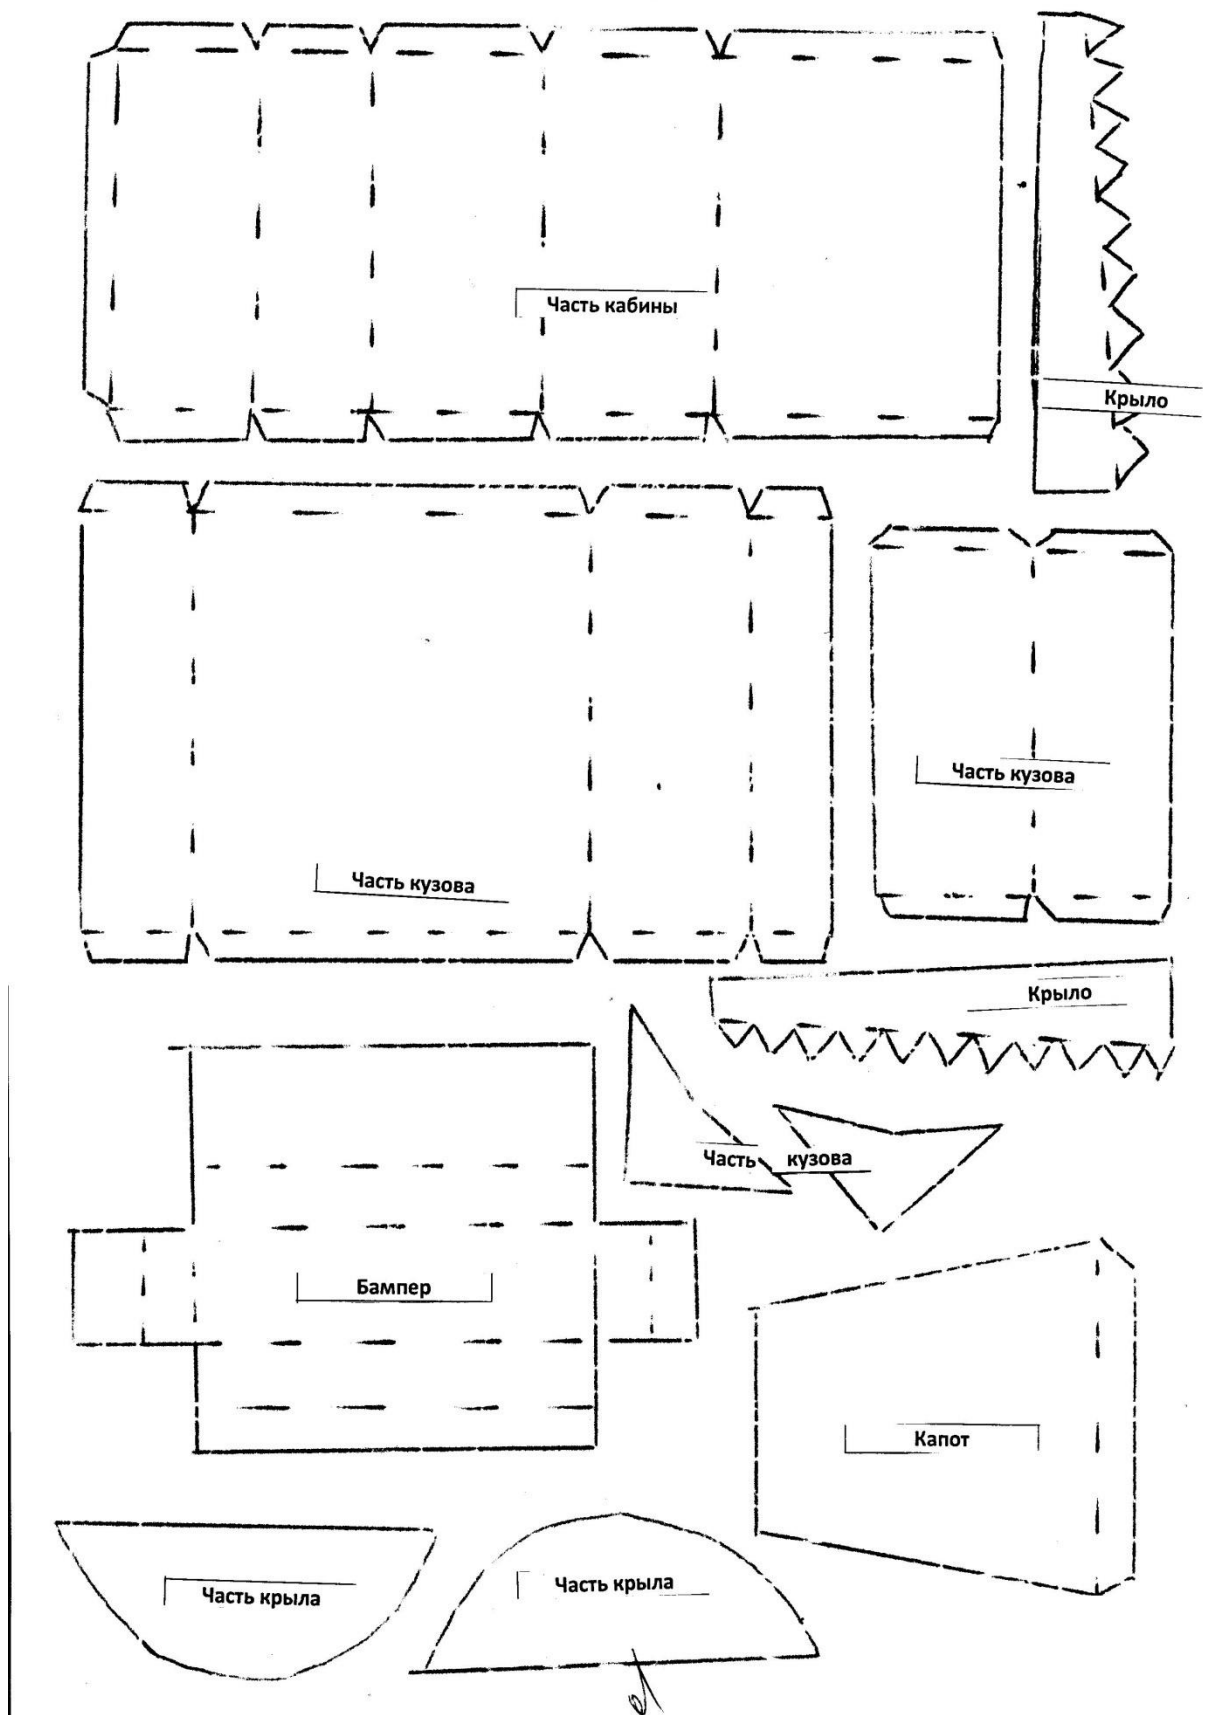 Часть кабины
Крыло
Часть кузова
Часть кузова
Крыло
Часть кузова
Бампер
Капот
Часть крыла
Часть крыла